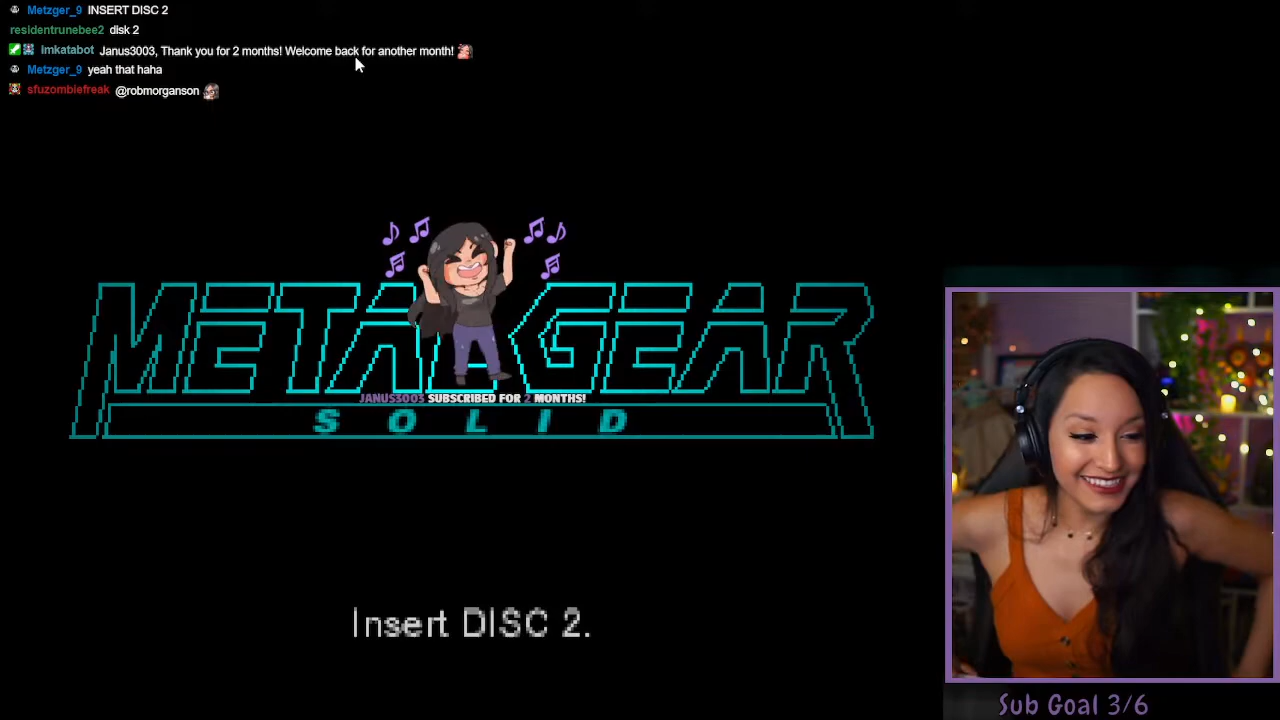 Metzger_9 INSERT DISC 2
residentrunebee2 disk 2
imkatabot Janus3003, Thank you for 2 months! Welcome back for another month!
Metzger_9 yeah that haha
sfuzombiefreak @robmorganson
METAL GEAR
JANUS3003 SUBSCRIBED FOR 2 MONTHS!
SOLID
Insert DISC 2.
Sub Goal 3/6